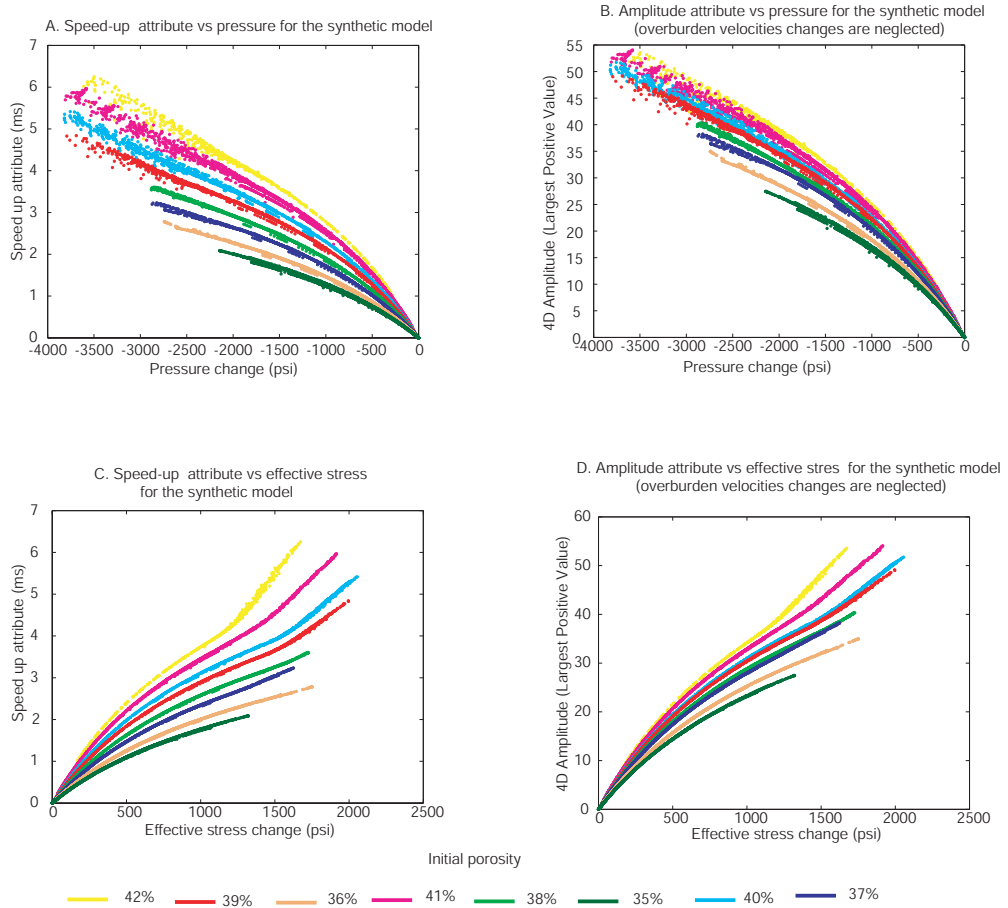 A. Speed-up attribute vs pressure for the synthetic model
7
6
5
4
3
2
1
0
Speed up attribute (ms)
-4000 -3500 -3000 -2500 -2000 -1500 -1000 -500 0
Pressure change (psi)
B. Amplitude attribute vs pressure for the synthetic model
(overburden velocities changes are neglected)
55
50
45
40
35
30
25
20
15
10
5
0
4D Amplitude (Largest Positive Value)
-4000 -3500 -3000 -2500 -2000 -1500 -1000 -500 0
Pressure change (psi)
C. Speed-up attribute vs effective stress
for the synthetic model
7
6
5
4
3
2
1
0
Speed up attribute (ms)
0 500 1000 1500 2000 2500
Effective stress change (psi)
D. Amplitude attribute vs effective stres for the synthetic model
(overburden velocities changes are neglected)
60
50
40
30
20
10
0
4D Amplitude (Largest Positive Value)
0 500 1000 1500 2000 2500
Effective stress change (psi)
Initial porosity
42% 39% 36% 41% 38% 35% 40% 37%